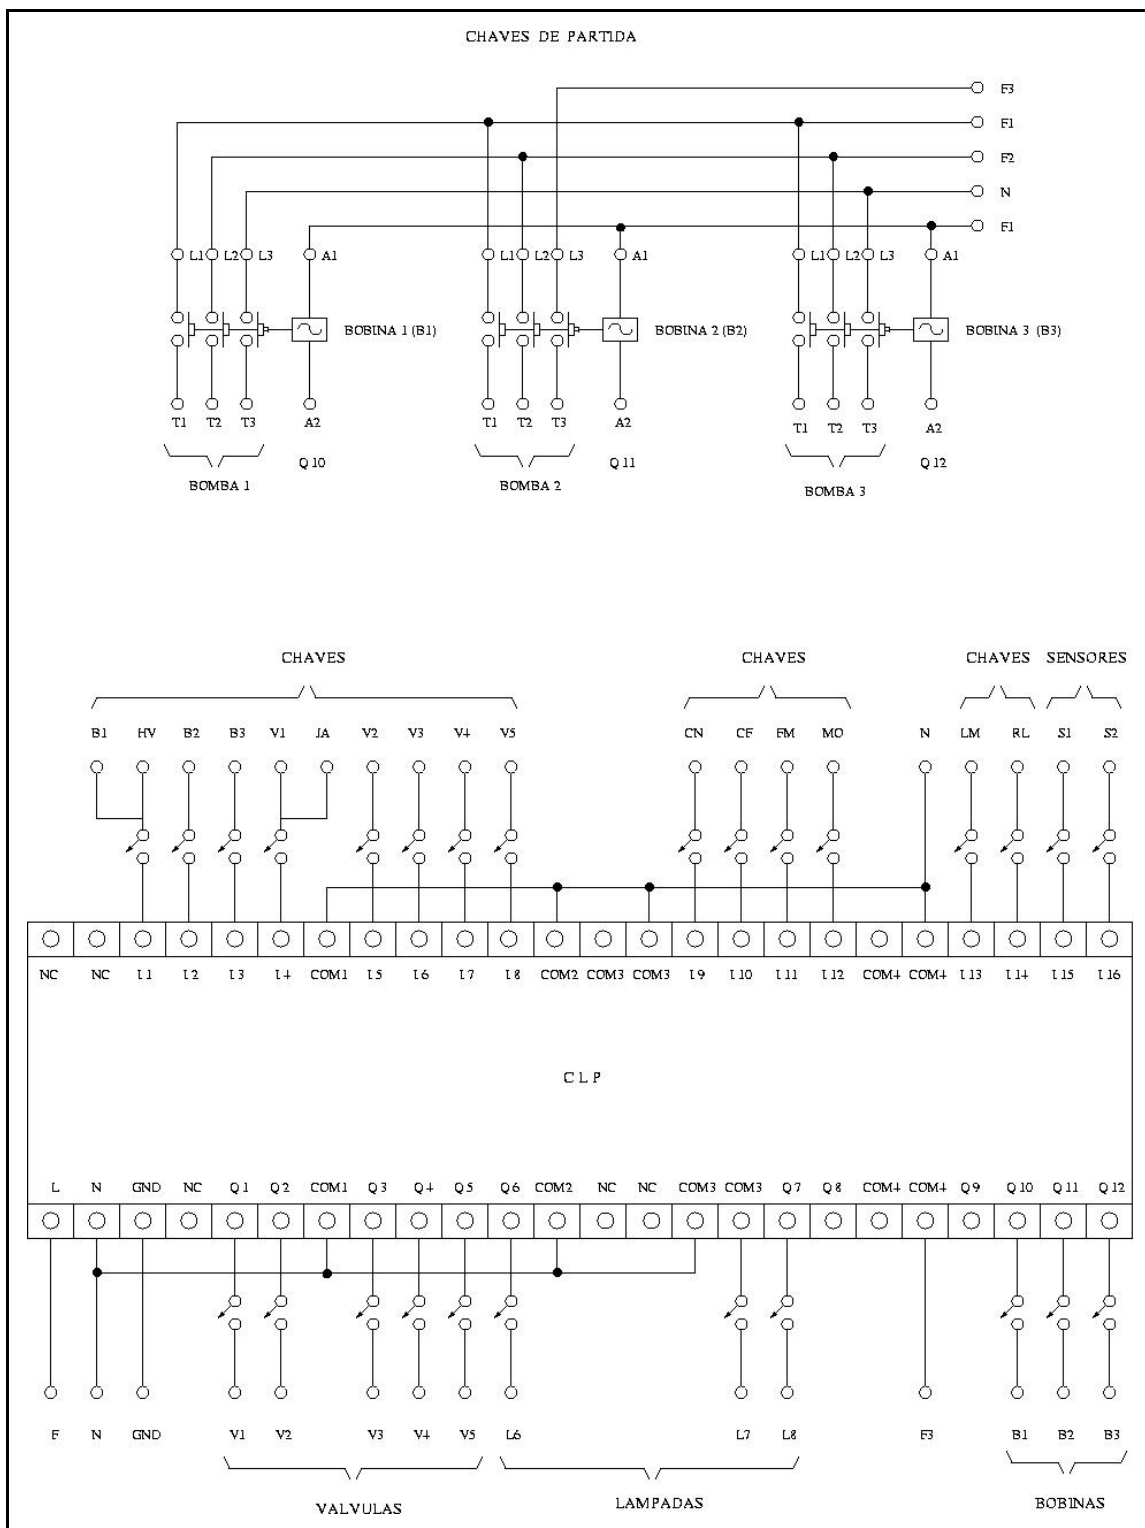 CHAVES DE PARTIDA
F3
F1
F2
N
F1
L1 L2 L3 A1 L1 L2 L3 A1 L1 L2 L3 A1
BOBINA 1 (B1) BOBINA 2 (B2) BOBINA 3 (B3)
T1 T2 T3 A2 T1 T2 T3 A2 T1 T2 T3 A2
Q 10 Q 11 Q 12
BOMBA 1 BOMBA 2 BOMBA 3
CHAVES CHAVES CHAVES SENSORES
B1 HV B2 B3 V1 JA V2 V3 V4 V5 CN CF FM MO N LM RL S1 S2
NC NC I.1 I.2 I.3 I.4 COM1 I.5 I.6 I.7 I.8 COM2 COM3 COM3 I.9 I.10 I.11 I.12 COM4 COM4 I.13 I.14 I.15 I.16
C L P
L N GND NC Q 1 Q 2 COM1 Q 3 Q 4 Q 5 Q 6 COM2 NC NC COM3 COM3 Q 7 Q 8 COM4 COM4 Q 9 Q 10 Q 11 Q 12
F N GND V1 V2 V3 V4 V5 L6 L7 L8 F3 B1 B2 B3
VALVULAS LAMPADAS BOBINAS